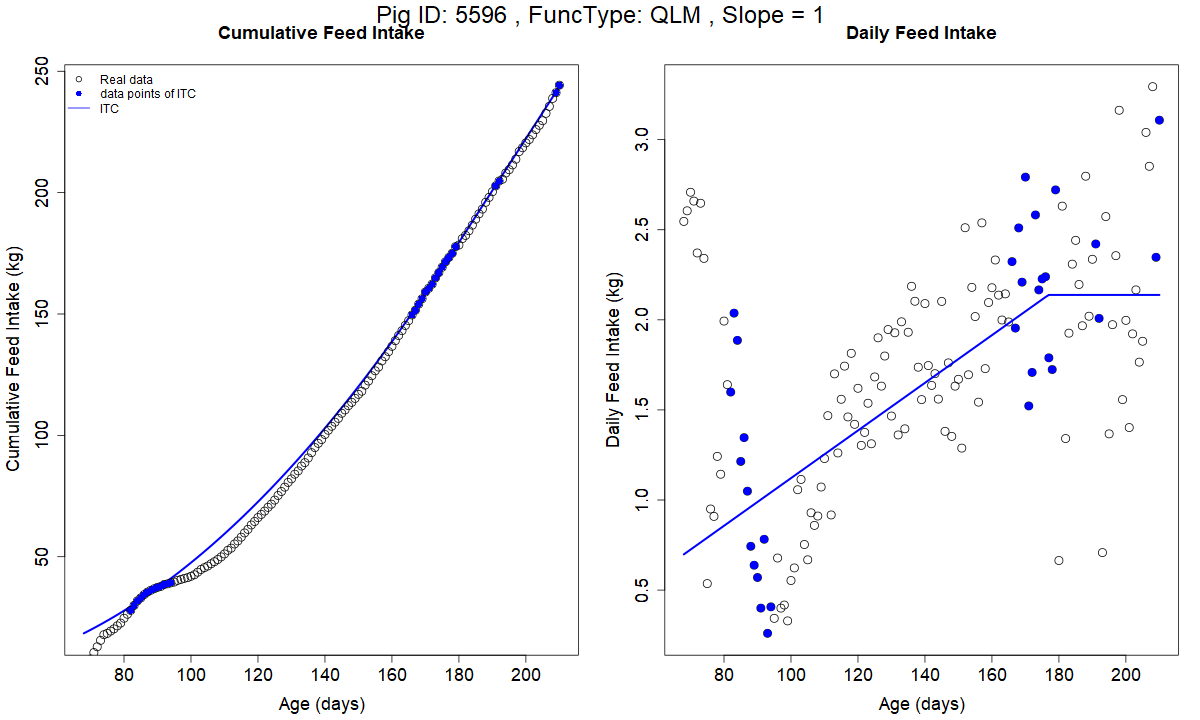 Pig ID: 5596 , FuncType: QLM , Slope = 1
Cumulative Feed Intake
Daily Feed Intake
Real data
data points of ITC
ITC
Cumulative Feed Intake (kg)
50
100
150
200
250
80
100
120
140
160
180
200
Age (days)
Daily Feed Intake (kg)
0.5
1.0
1.5
2.0
2.5
3.0
80
100
120
140
160
180
200
Age (days)